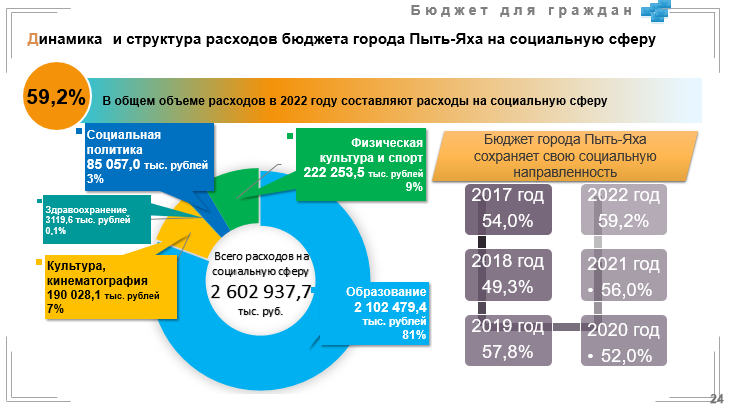 Бюджет для граждан
Динамика и структура расходов бюджета города Пыть-Яха на социальную сферу
59,2%
В общем объеме расходов в 2022 году составляют расходы на социальную сферу
Социальная
политика
85 057,0 тыс. рублей
3%
Физическая
культура и спорт
222 253,5 тыс. рублей
9%
Здравоохранение
3119,6 тыс. рублей
0,1%
Культура,
кинематография
190 028,1 тыс. рублей
7%
Всего расходов на
социальную сферу
2 602 937,7
тыс. руб.
Образование
2 102 479,4
тыс. рублей
81%
Бюджет города Пыть-Яха
сохраняет свою социальную
направленность
2017 год
54,0%
2018 год
49,3%
2019 год
57,8%
2020 год
• 52,0%
2021 год
• 56,0%
2022 год
59,2%
24